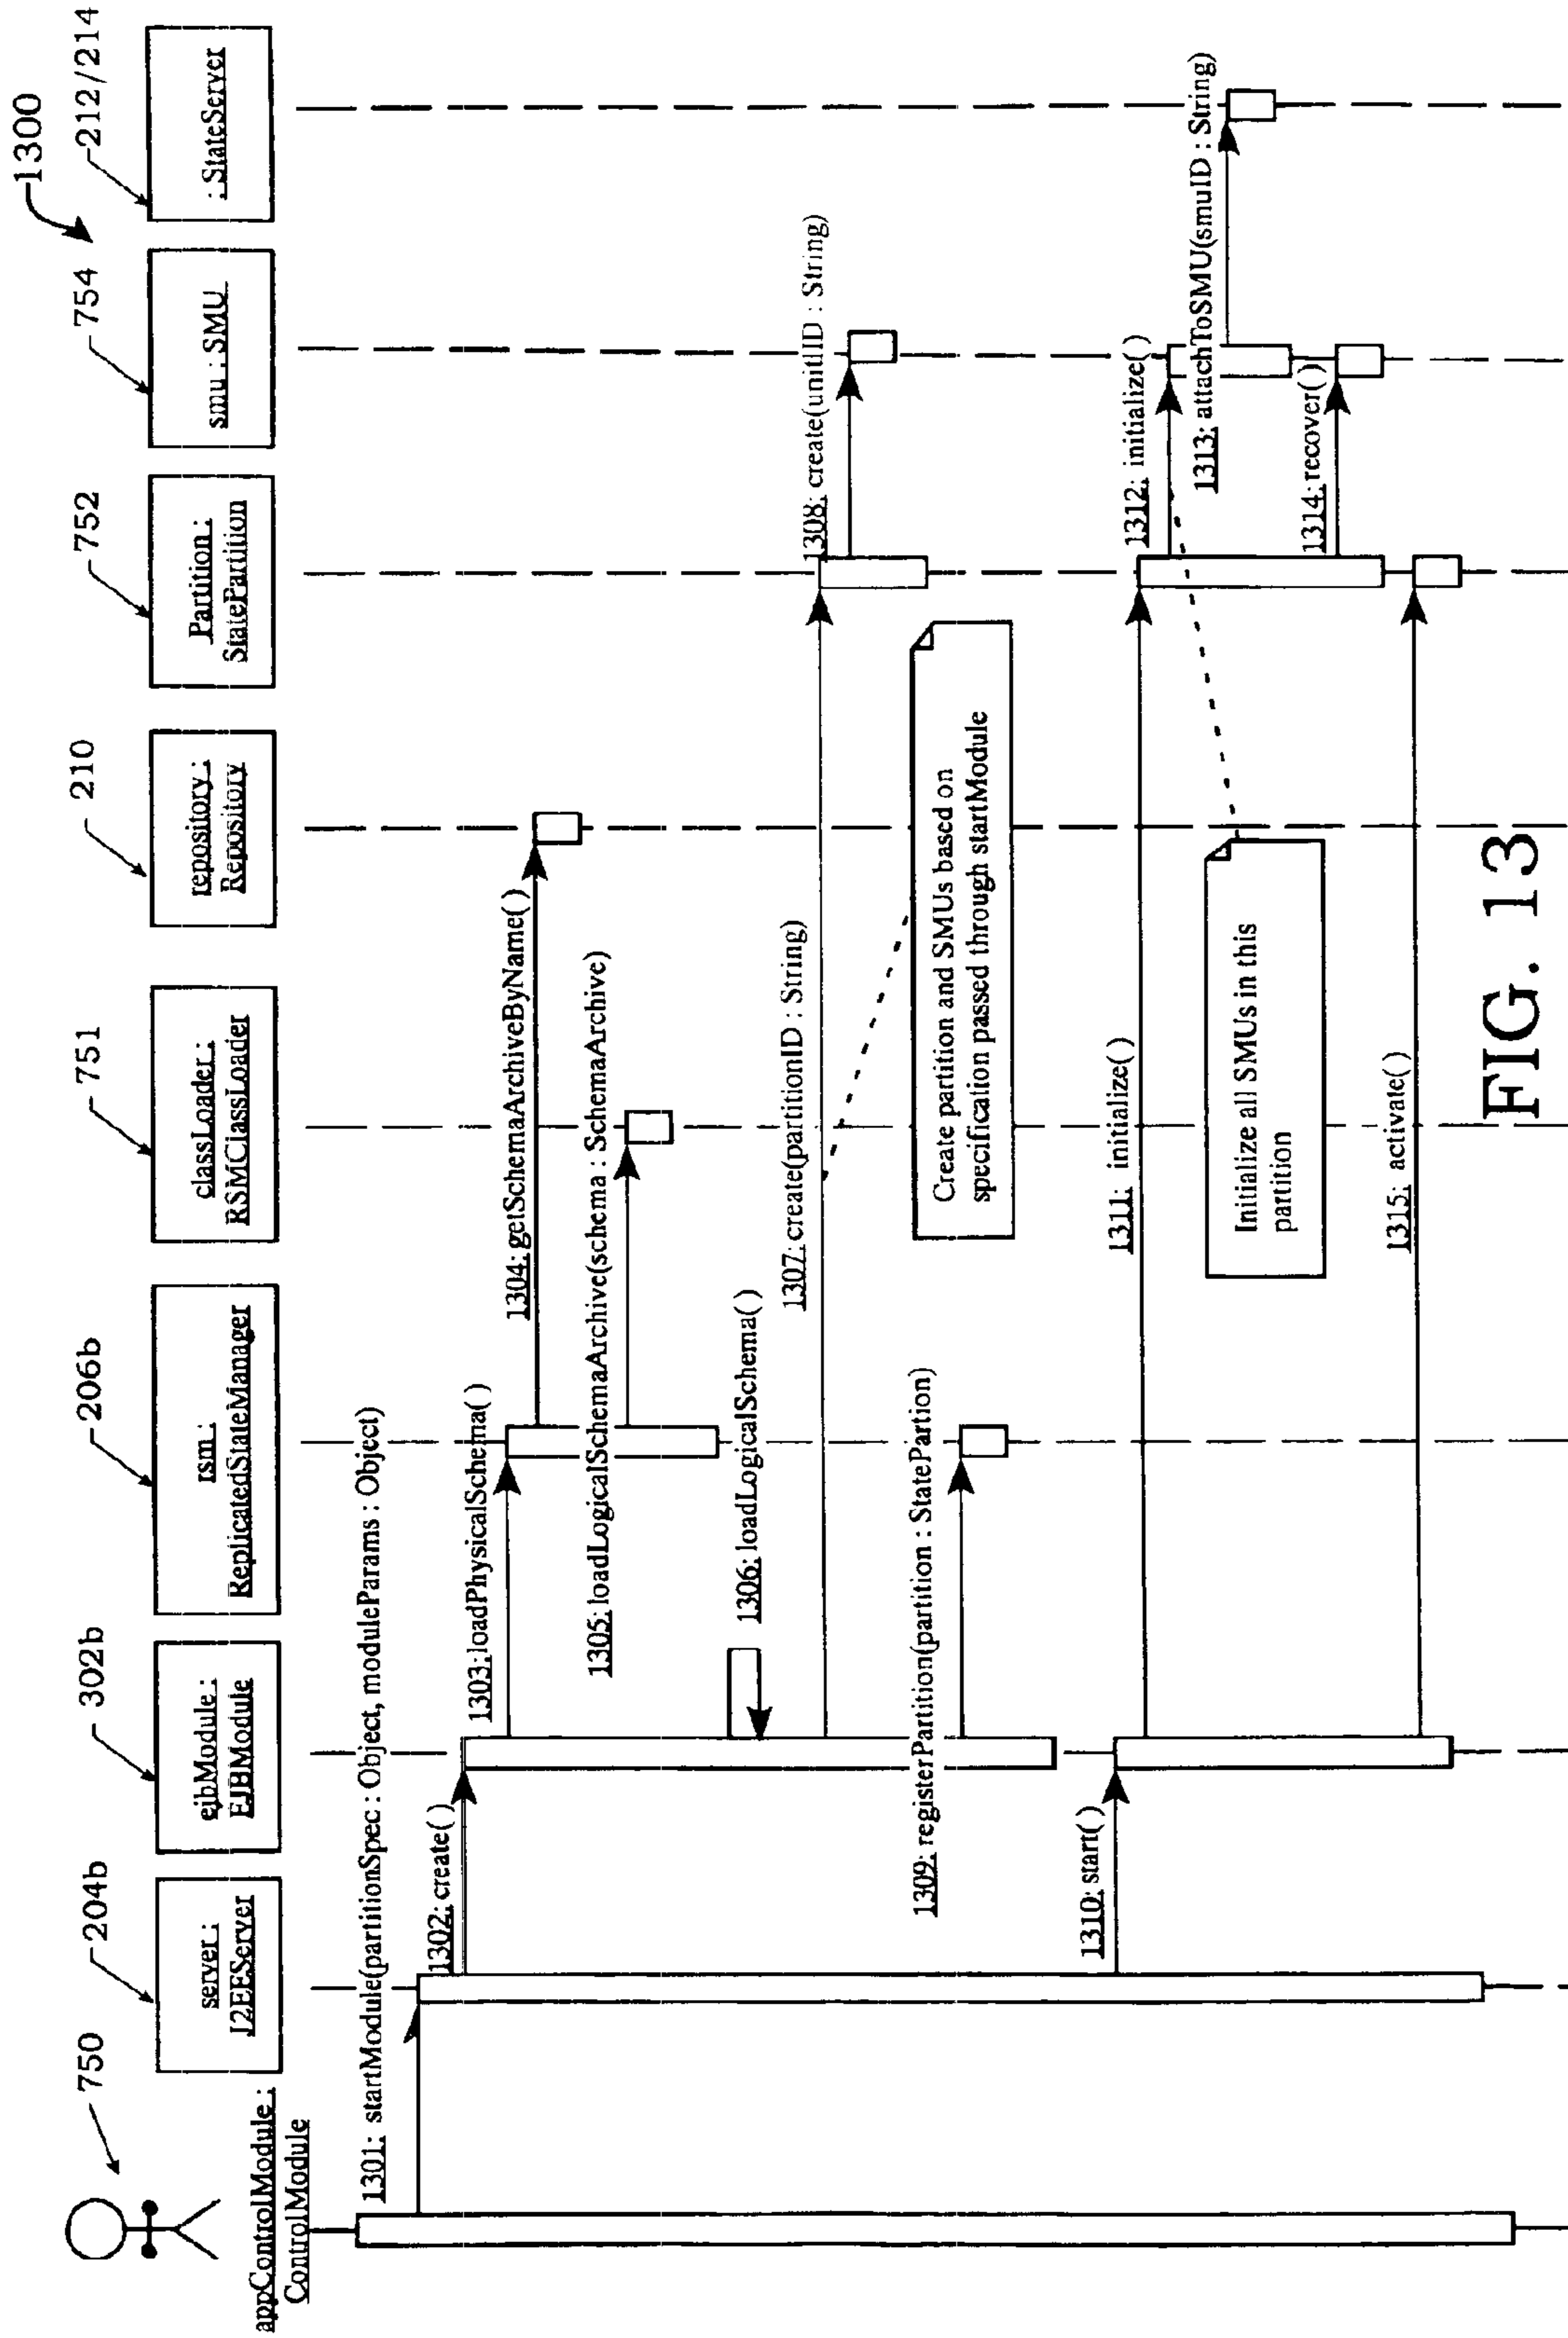 1300
750
204b
302b
206b
751
210
752
754
212/214
appControlModule :
ControlModule
server :
J2EEServer
ejbModule :
EJBModule
rsm :
ReplicatedStateManager
classLoader :
RSMClassLoader
repository :
Repository
Partition :
StatePartition
smu : SMU
: StateServer
1301: startModule(partitionSpec : Object, moduleParams : Object)
1302: create( )
1303: loadPhysicalSchema( )
1304: getSchemaArchiveByName( )
1305: loadLogicalSchemaArchive(schema : SchemaArchive)
1306: loadLogicalSchema( )
1307: create(partitionID : String)
1308: create(unitID : String)
Create partition and SMUs based on
specification passed through startModule
1309: registerPartition(partition : StatePartion)
1310: start( )
1311: initialize( )
1312: initialize( )
1313: attachToSMU(smuID : String)
Initialize all SMUs in this
partition
1314: recover( )
1315: activate( )
FIG. 13